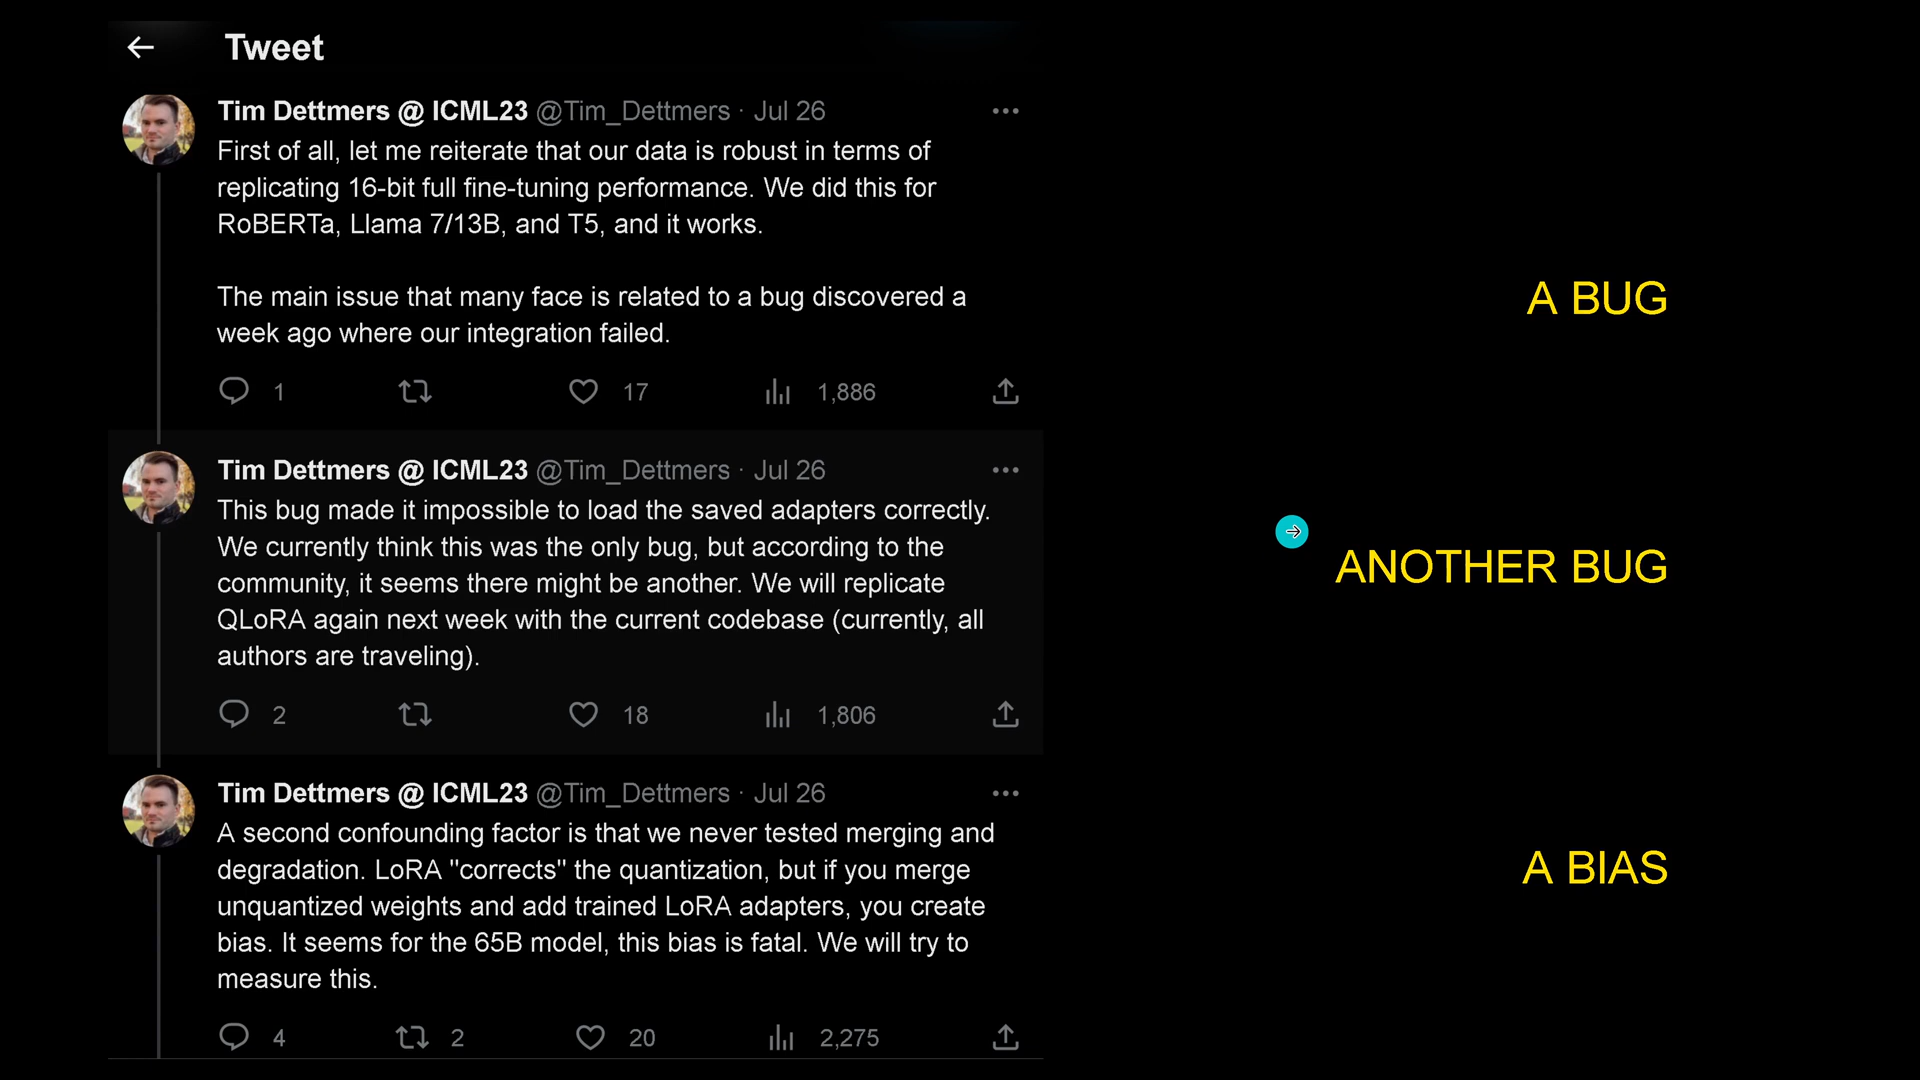 Tweet
Tim Dettmers @ ICML23 @Tim_Dettmers · Jul 26
First of all, let me reiterate that our data is robust in terms of
replicating 16-bit full fine-tuning performance. We did this for
RoBERTa, Llama 7/13B, and T5, and it works.
The main issue that many face is related to a bug discovered a
week ago where our integration failed.
1 17 1,886
A BUG
Tim Dettmers @ ICML23 @Tim_Dettmers · Jul 26
This bug made it impossible to load the saved adapters correctly.
We currently think this was the only bug, but according to the
community, it seems there might be another. We will replicate
QLoRA again next week with the current codebase (currently, all
authors are traveling).
2 18 1,806
ANOTHER BUG
Tim Dettmers @ ICML23 @Tim_Dettmers · Jul 26
A second confounding factor is that we never tested merging and
degradation. LoRA "corrects" the quantization, but if you merge
unquantized weights and add trained LoRA adapters, you create
bias. It seems for the 65B model, this bias is fatal. We will try to
measure this.
4 2 20 2,275
A BIAS